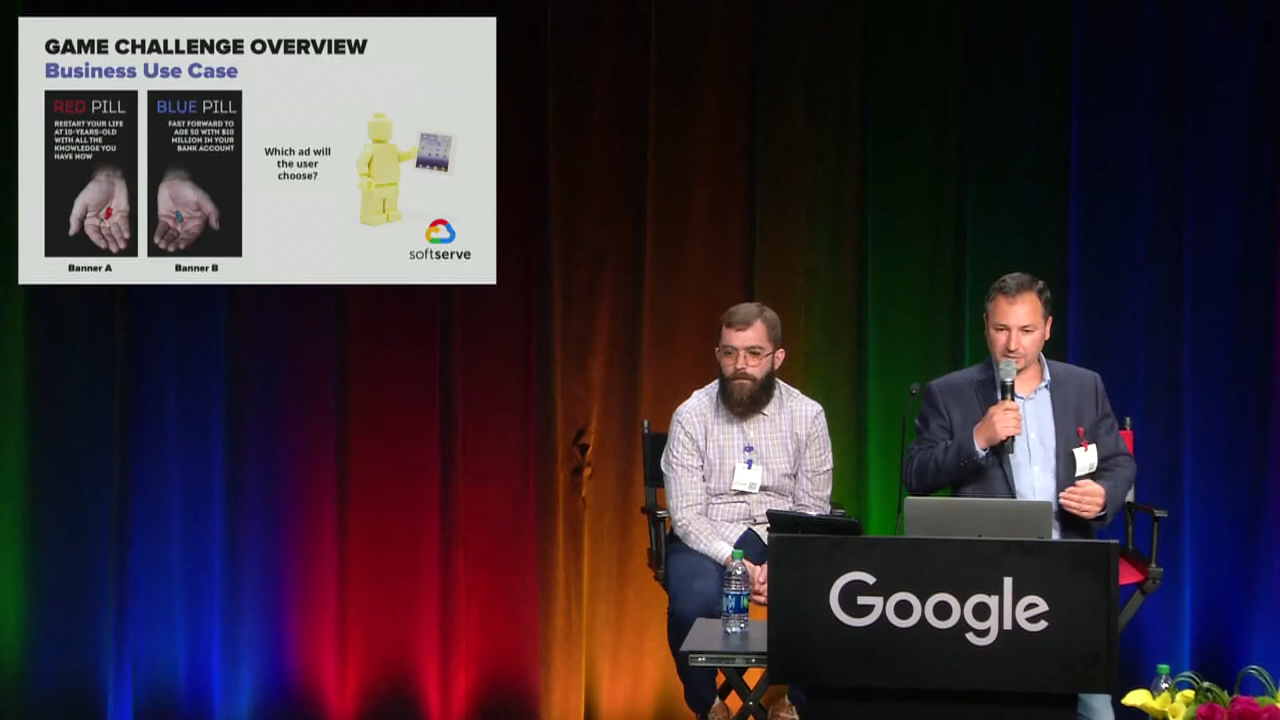 GAME CHALLENGE OVERVIEW
Business Use Case
RED PILL
RESTART YOUR LIFE
AT 10-YEARS-OLD
WITH ALL THE
KNOWLEDGE YOU
HAVE NOW
BLUE PILL
FAST FORWARD TO
AGE 50 WITH $10
MILLION IN YOUR
BANK ACCOUNT
Which ad will
the user
choose?
softserve
Banner A
Banner B
Google